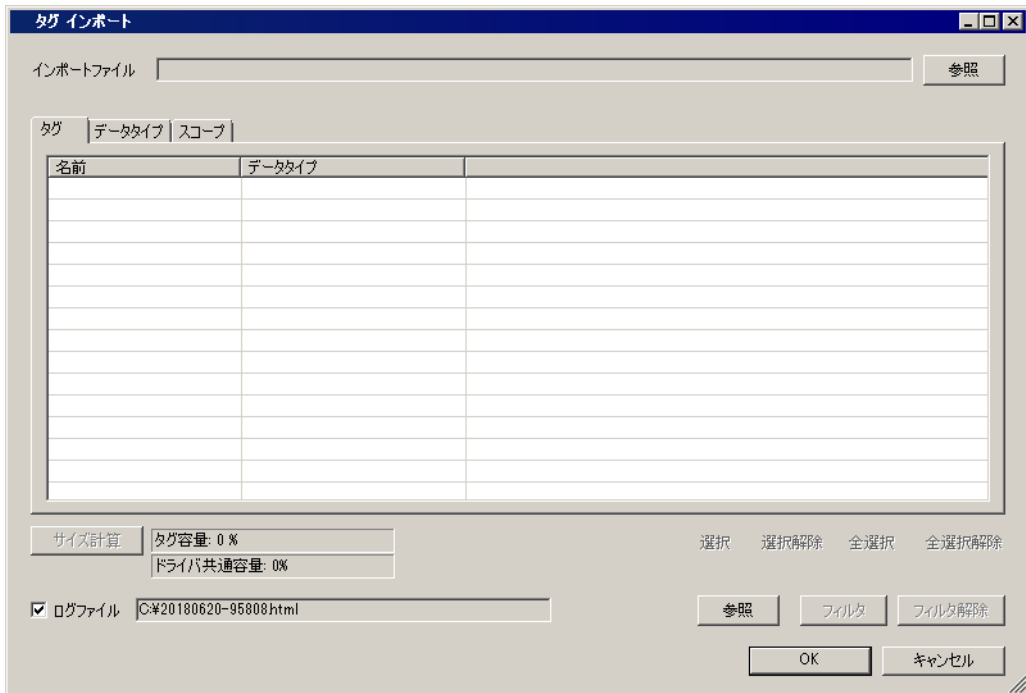 タグ インポート
インポートファイル 参照
タグ データタイプ スコープ
名前 データタイプ
サイズ計算 タグ容量: 0 % 選択 選択解除 全選択 全選択解除
ドライバ共通容量: 0%
ログファイル C:¥20180620-95808.html 参照 フィルタ フィルタ解除
OK キャンセル